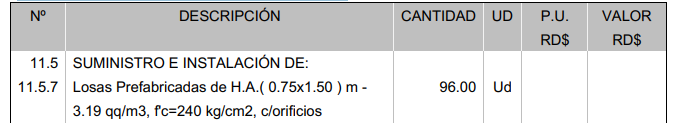 Nº DESCRIPCIÓN CANTIDAD UD P.U. VALOR
RD$ RD$
11.5 SUMINISTRO E INSTALACIÓN DE:
11.5.7 Losas Prefabricadas de H.A.( 0.75x1.50 ) m - 96.00 Ud
3.19 qq/m3, f'c=240 kg/cm2, c/orificios